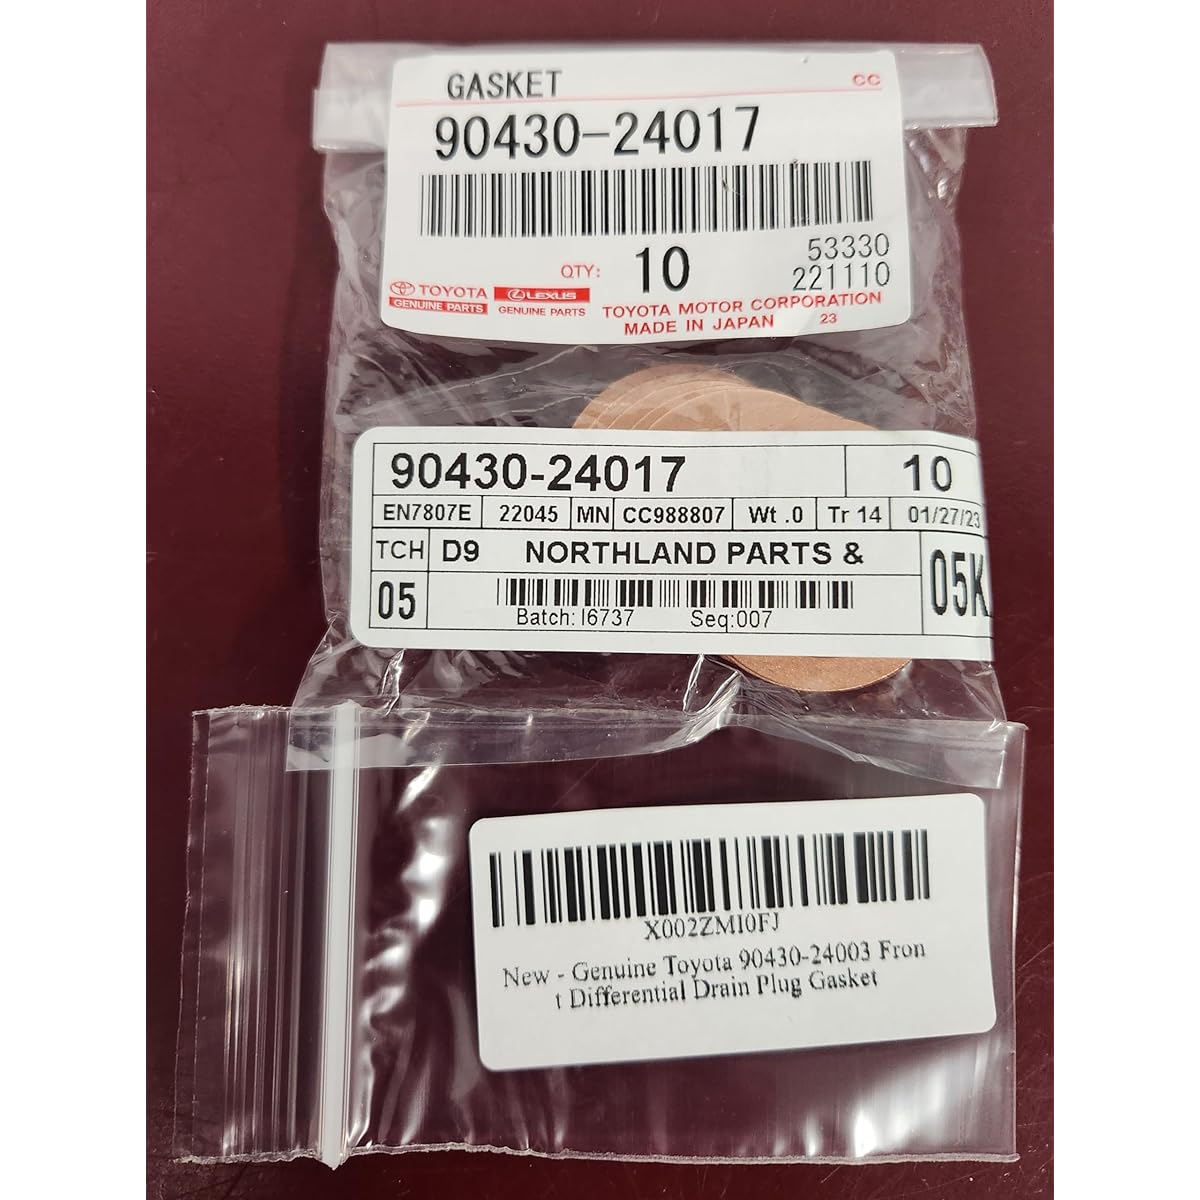 GASKET
CC
90430-24017
QTY: 10
53330
221110
TOYOTA
GENUINE PARTS
LEXUS
GENUINE PARTS
TOYOTA MOTOR CORPORATION
MADE IN JAPAN 23
90430-24017 10
EN7807E 22045 MN CC988807 Wt .0 Tr 14 01/27/23
TCH D9 NORTHLAND PARTS &
05 05K
Batch: I6737 Seq:007
X002ZMI0FJ
New - Genuine Toyota 90430-24003 Fron
t Differential Drain Plug Gasket